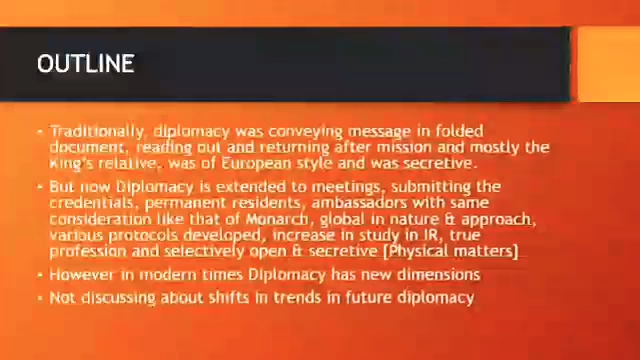 OUTLINE
• Traditionally, diplomacy was conveying message in folded
document, reading out and returning after mission and mostly the
King's relative, was of European style and was secretive.
• But now Diplomacy is extended to meetings, submitting the
credentials, permanent residents, ambassadors with same
consideration like that of Monarch, global in nature & approach,
various protocols developed, increase in study in IR, true
profession and selectively open & secretive [Physical matters]
• However in modern times Diplomacy has new dimensions
• Not discussing about shifts in trends in future diplomacy